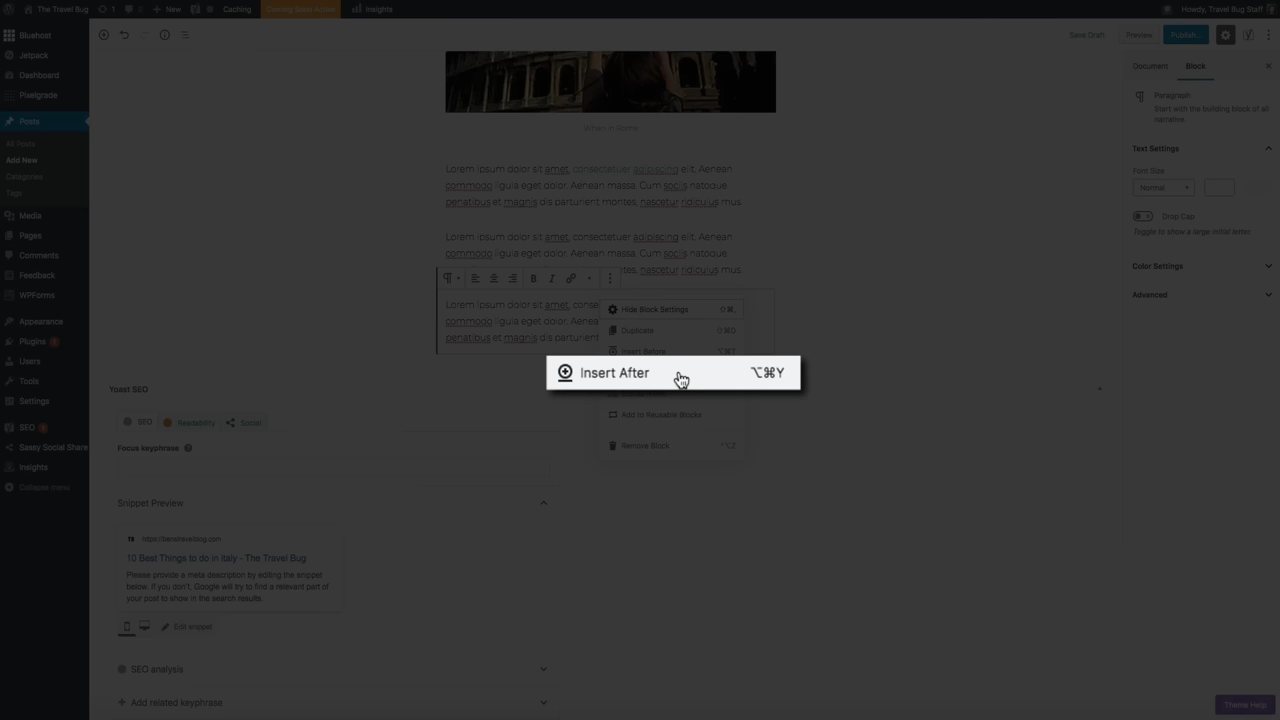 The Travel Bug
1
0
New
Caching
Coming Soon Active
Insights
Howdy, Travel Bug Staff
Bluehost
Jetpack
Dashboard
Pixelgrade
Posts
All Posts
Add New
Categories
Tags
Media
Pages
Comments
Feedback
WPForms
Appearance
Plugins
Users
Tools
Settings
SEO
Sassy Social Share
Insights
Collapse menu
Save Draft
Preview
Publish...
When in Rome
Lorem ipsum dolor sit amet, consectetuer adipiscing elit. Aenean
commodo ligula eget dolor. Aenean massa. Cum sociis natoque
penatibus et magnis dis parturient montes, nascetur ridiculus mus.
Lorem ipsum dolor sit amet, consectetuer adipiscing elit. Aenean
commodo ligula eget dolor. Aenean massa. Cum sociis natoque
tes, nascetur ridiculus mus.
B I
Lorem ipsum dolor sit amet, conse
commodo ligula eget dolor. Aenea
penatibus et magnis dis parturient
Hide Block Settings ⇧⌘,
Duplicate ⇧⌘D
Insert Before ⌥⌘T
Insert After ⌥⌘Y
Add to Reusable Blocks
Remove Block ^⌥Z
Document
Block
Paragraph
Start with the building block of all
narrative.
Text Settings
Font Size
Normal
Drop Cap
Toggle to show a large initial letter.
Color Settings
Advanced
Yoast SEO
SEO
Readability
Social
Focus keyphrase
Snippet Preview
https://benstravelblog.com
10 Best Things to do in Italy - The Travel Bug
Please provide a meta description by editing the snippet
below. If you don't, Google will try to find a relevant part of
your post to show in the search results.
Edit snippet
SEO analysis
Add related keyphrase
Theme Help